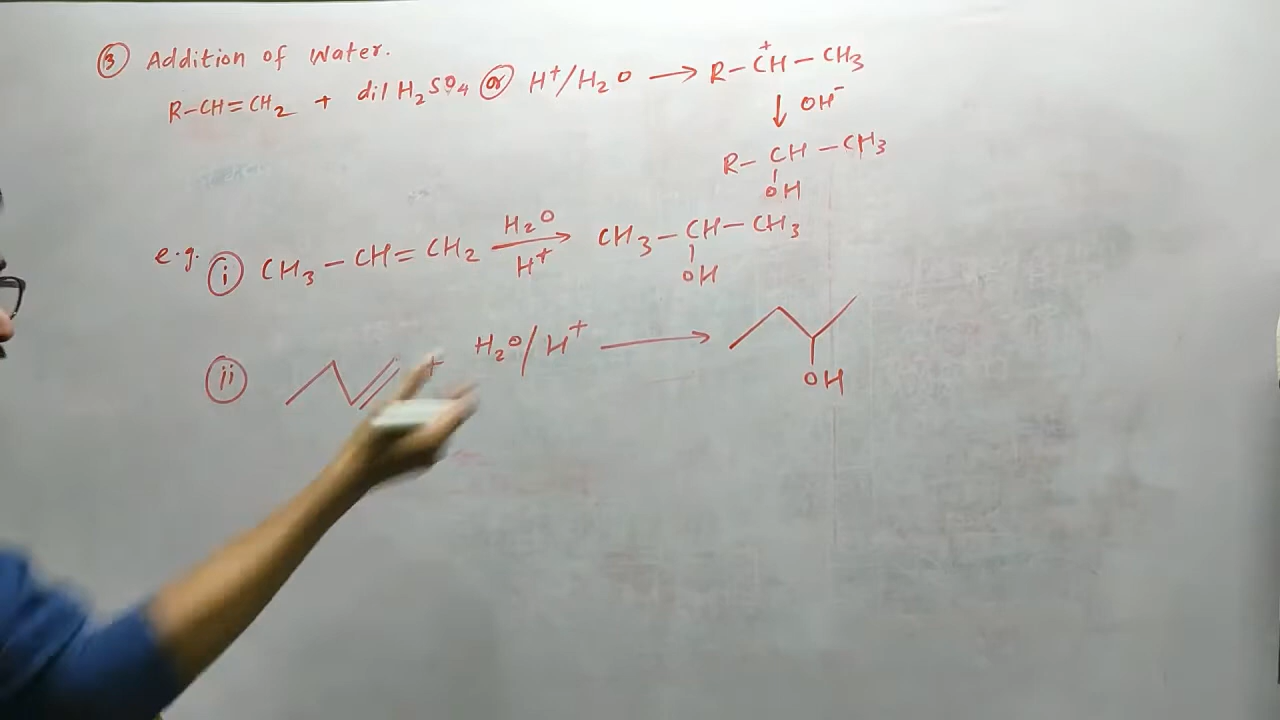 ③ Addition of Water.
R-CH=CH₂ + dil H₂SO₄ or H⁺/H₂O → R-C⁺H-CH₃
↓ OH⁻
R-CH-CH₃
OH
e.g. ⓘ CH₃-CH=CH₂ H₂O/H⁺ → CH₃-CH-CH₃
OH
ii + H₂O/H⁺ →
OH